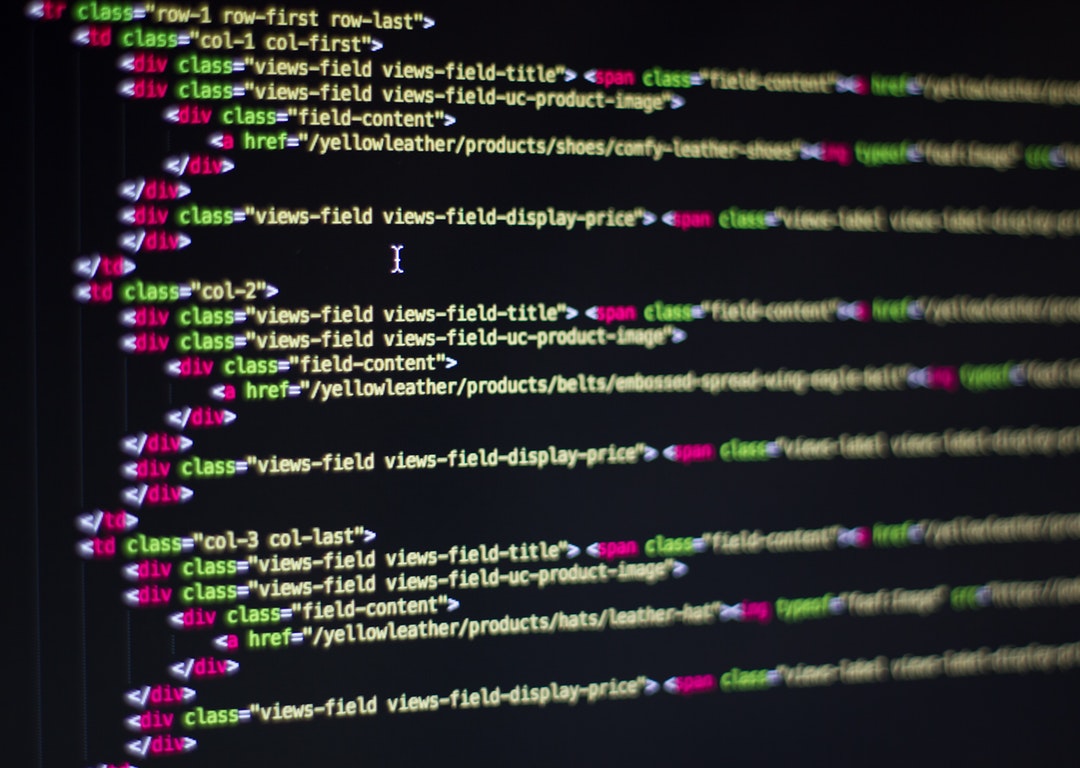 <tr class="row-1 row-first row-last">
<td class="col-1 col-first">
<div class="views-field views-field-title"> <span class="field-content"><a href="/yellowleather/
<div class="views-field views-field-uc-product-image">
<div class="field-content">
<a href="/yellowleather/products/shoes/comfy-leather-shoes"><img typeof="foaf:Image" src="
</div>
</div>
<div class="views-field views-field-display-price"> <span class="views-label views-label-display-
</div>
</td>
<td class="col-2">
<div class="views-field views-field-title"> <span class="field-content"><a href="/yellowleather/
<div class="views-field views-field-uc-product-image">
<div class="field-content">
<a href="/yellowleather/products/belts/embossed-spread-wing-eagle-belt"><img typeof="foaf:
</div>
</div>
<div class="views-field views-field-display-price"> <span class="views-label views-label-display-
</div>
</td>
<td class="col-3 col-last">
<div class="views-field views-field-title"> <span class="field-content"><a href="/yellowleather/
<div class="views-field views-field-uc-product-image">
<div class="field-content">
<a href="/yellowleather/products/hats/leather-hat"><img typeof="foaf:Image" src="
</div>
</div>
<div class="views-field views-field-display-price"> <span class="views-label views-label-display-
</div>